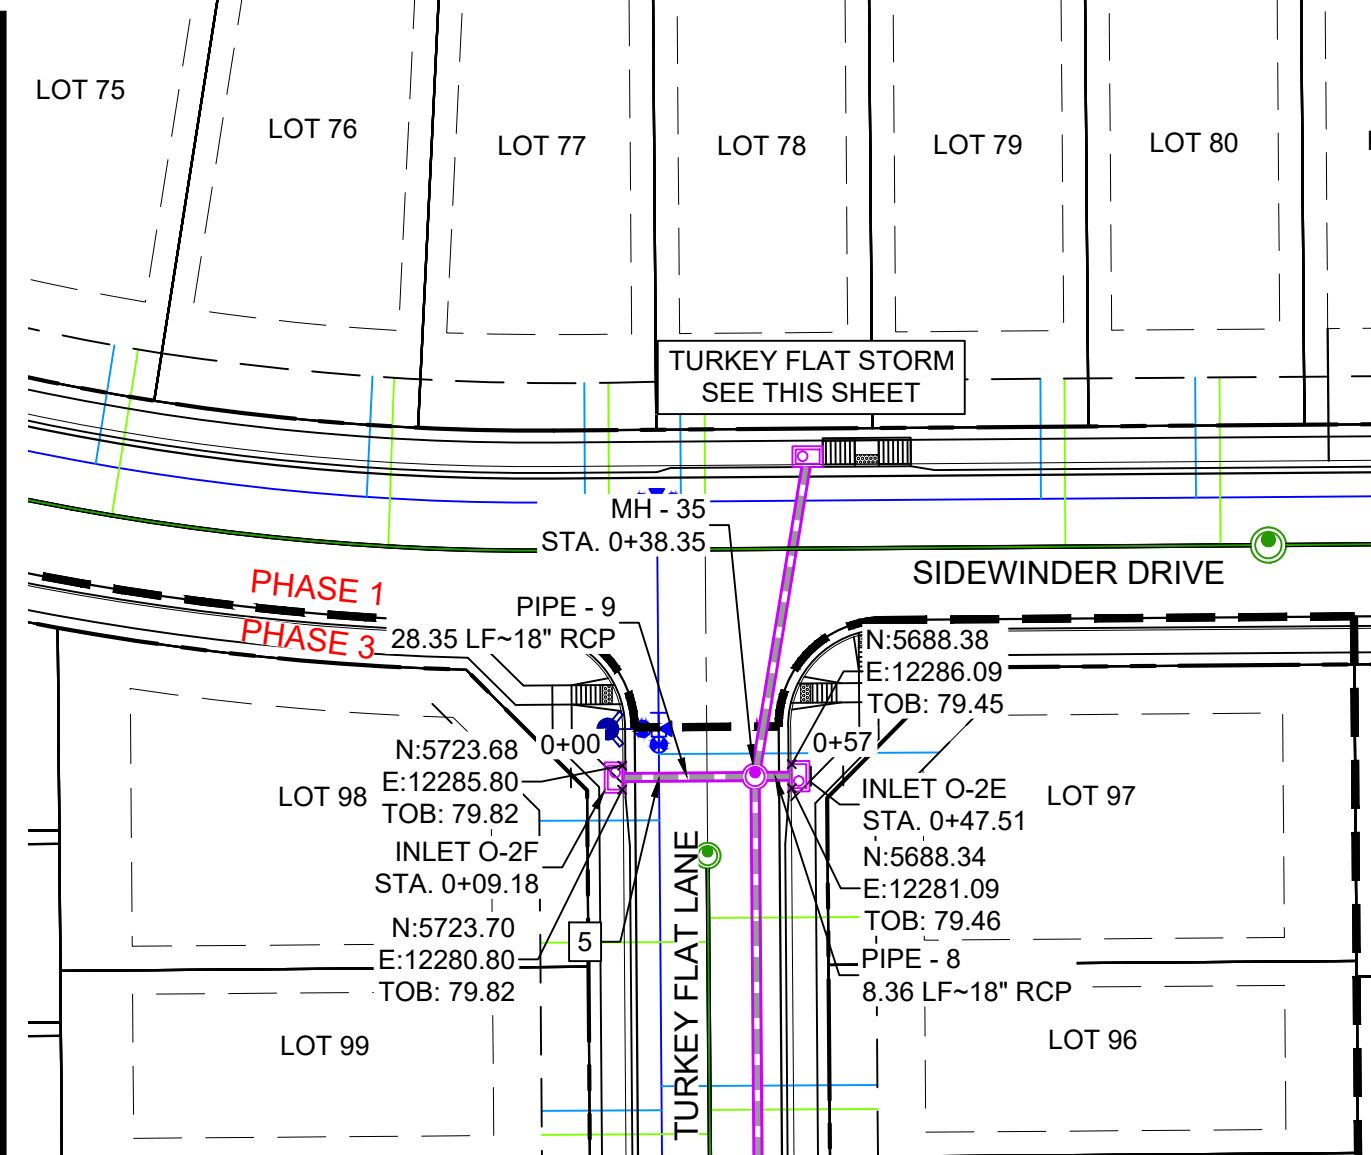 LOT 75
LOT 76
LOT 77
LOT 78
LOT 79
LOT 80
TURKEY FLAT STORM
SEE THIS SHEET
MH - 35
STA. 0+38.35
SIDEWINDER DRIVE
PHASE 1
PHASE 3
PIPE - 9
28.35 LF~18" RCP
N:5688.38
E:12286.09
TOB: 79.45
0+00
0+57
N:5723.68
E:12285.80
TOB: 79.82
LOT 98
INLET O-2E
STA. 0+47.51
LOT 97
INLET O-2F
STA. 0+09.18
N:5688.34
E:12281.09
TOB: 79.46
N:5723.70
E:12280.80
TOB: 79.82
5
TURKEY FLAT LANE
PIPE - 8
8.36 LF~18" RCP
LOT 99
LOT 96